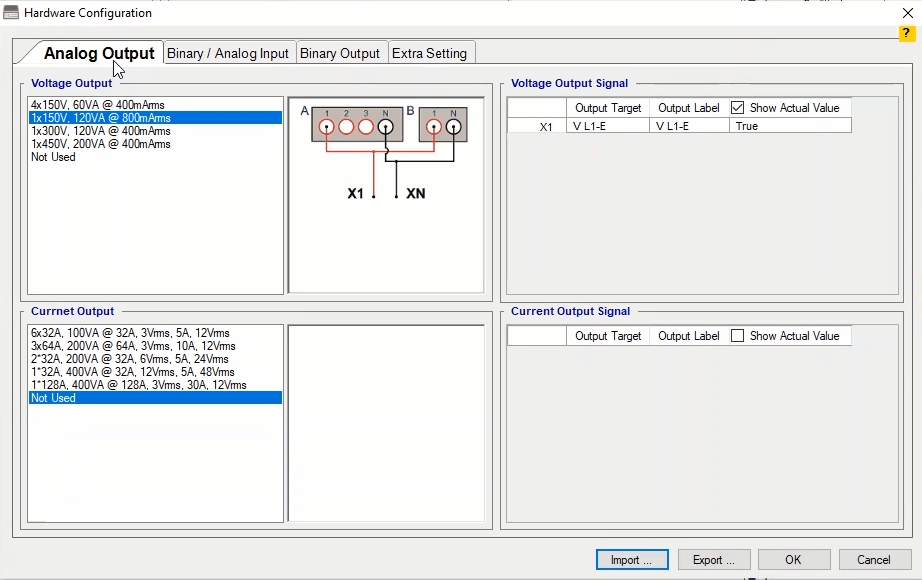 Hardware Configuration
?
Analog Output
Binary / Analog Input
Binary Output
Extra Setting
Voltage Output
4x150V, 60VA @ 400mArms
1x150V, 120VA @ 800mArms
1x300V, 120VA @ 400mArms
1x450V, 200VA @ 400mArms
Not Used
A 1 2 3 N B 1 N
X1 XN
Voltage Output Signal
Output Target Output Label Show Actual Value
X1 V L1-E V L1-E True
Currnet Output
6x32A, 100VA @ 32A, 3Vrms, 5A, 12Vrms
3x64A, 200VA @ 64A, 3Vrms, 10A, 12Vrms
2*32A, 200VA @ 32A, 6Vrms, 5A, 24Vrms
1*32A, 400VA @ 32A, 12Vrms, 5A, 48Vrms
1*128A, 400VA @ 128A, 3Vrms, 30A, 12Vrms
Not Used
Current Output Signal
Output Target Output Label Show Actual Value
Import ... Export ... OK Cancel